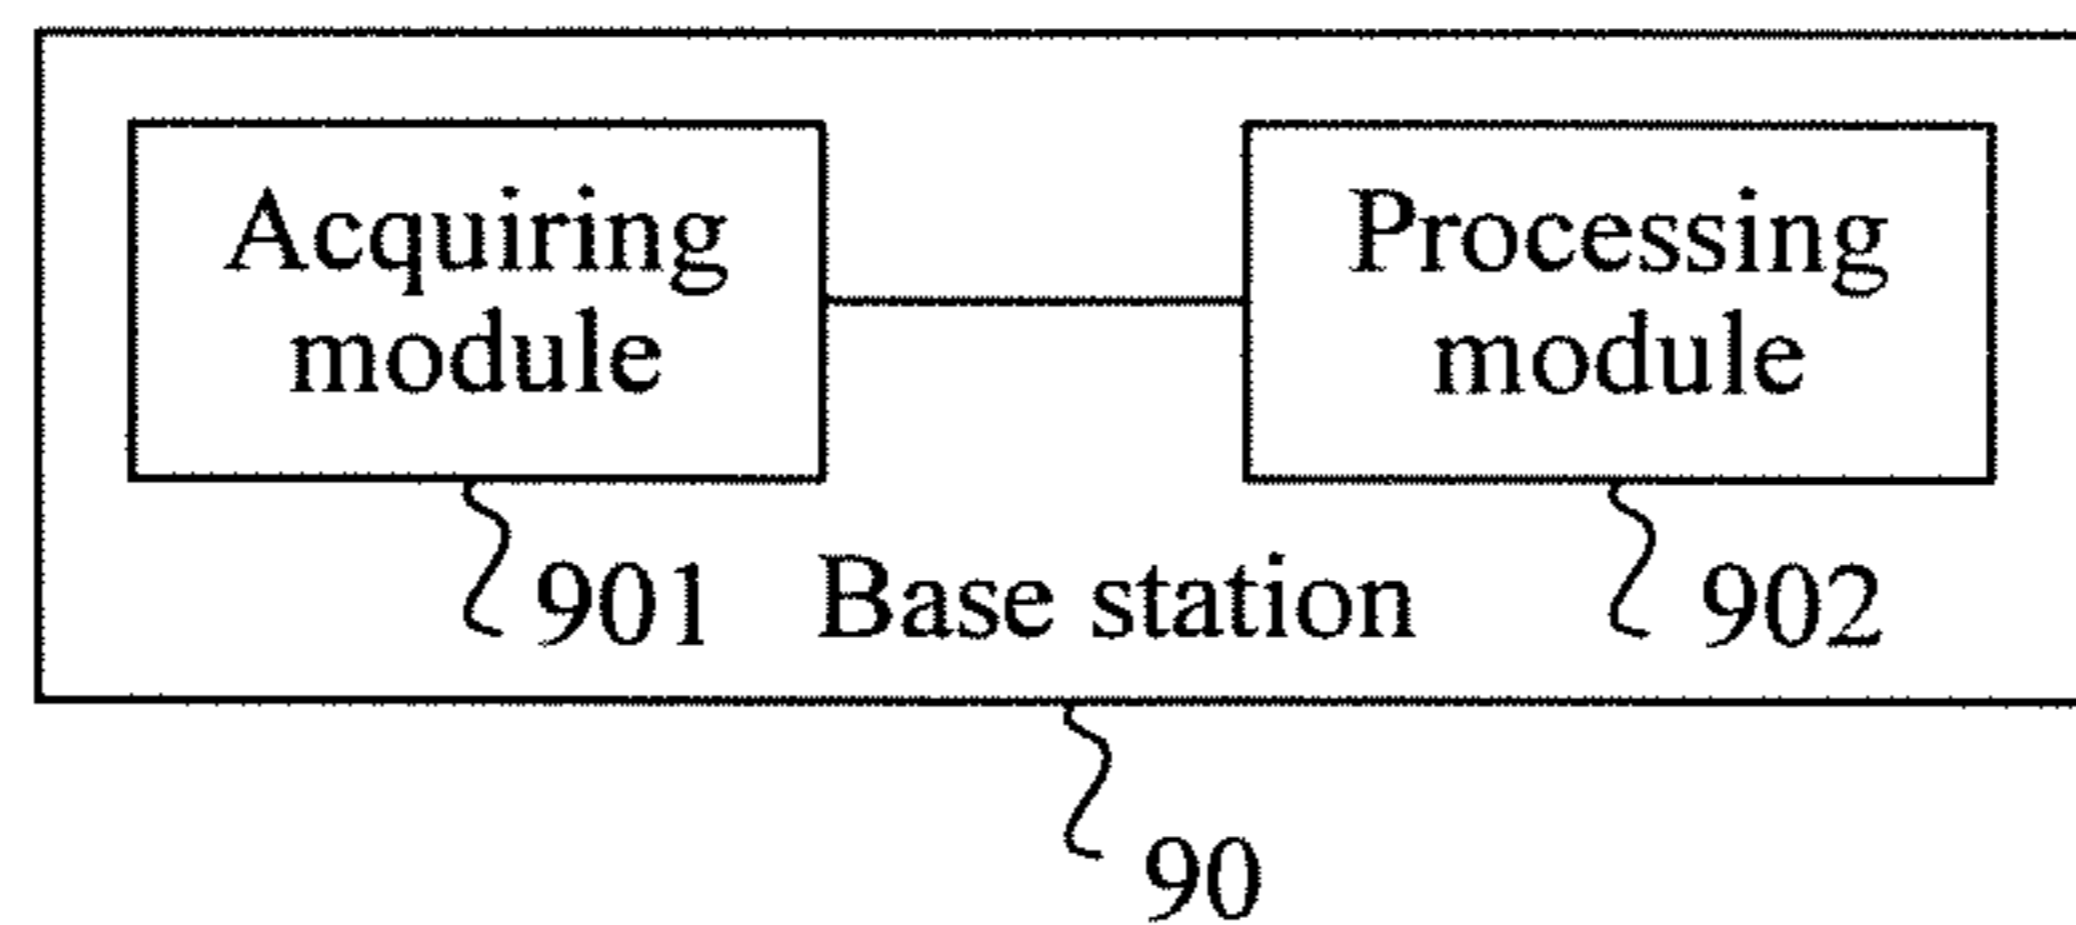 Acquiring
module
Processing
module
901
Base station
902
90